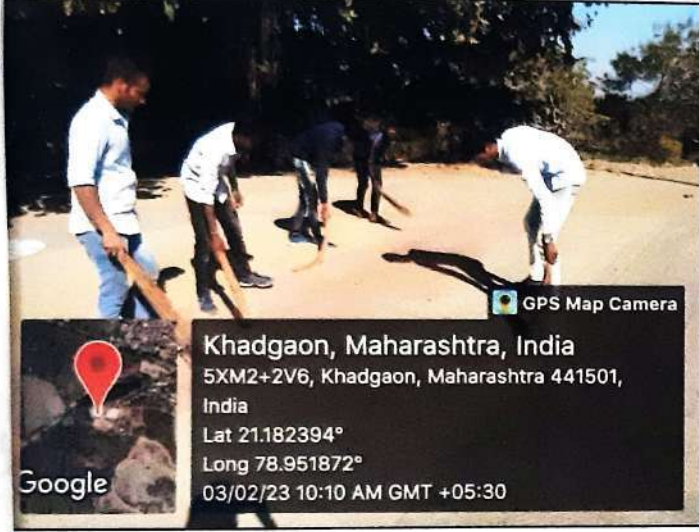 GPS Map Camera
Khadgaon, Maharashtra, India
5XM2+2V6, Khadgaon, Maharashtra 441501,
India
Lat 21.182394°
Long 78.951872°
03/02/23 10:10 AM GMT +05:30
Google